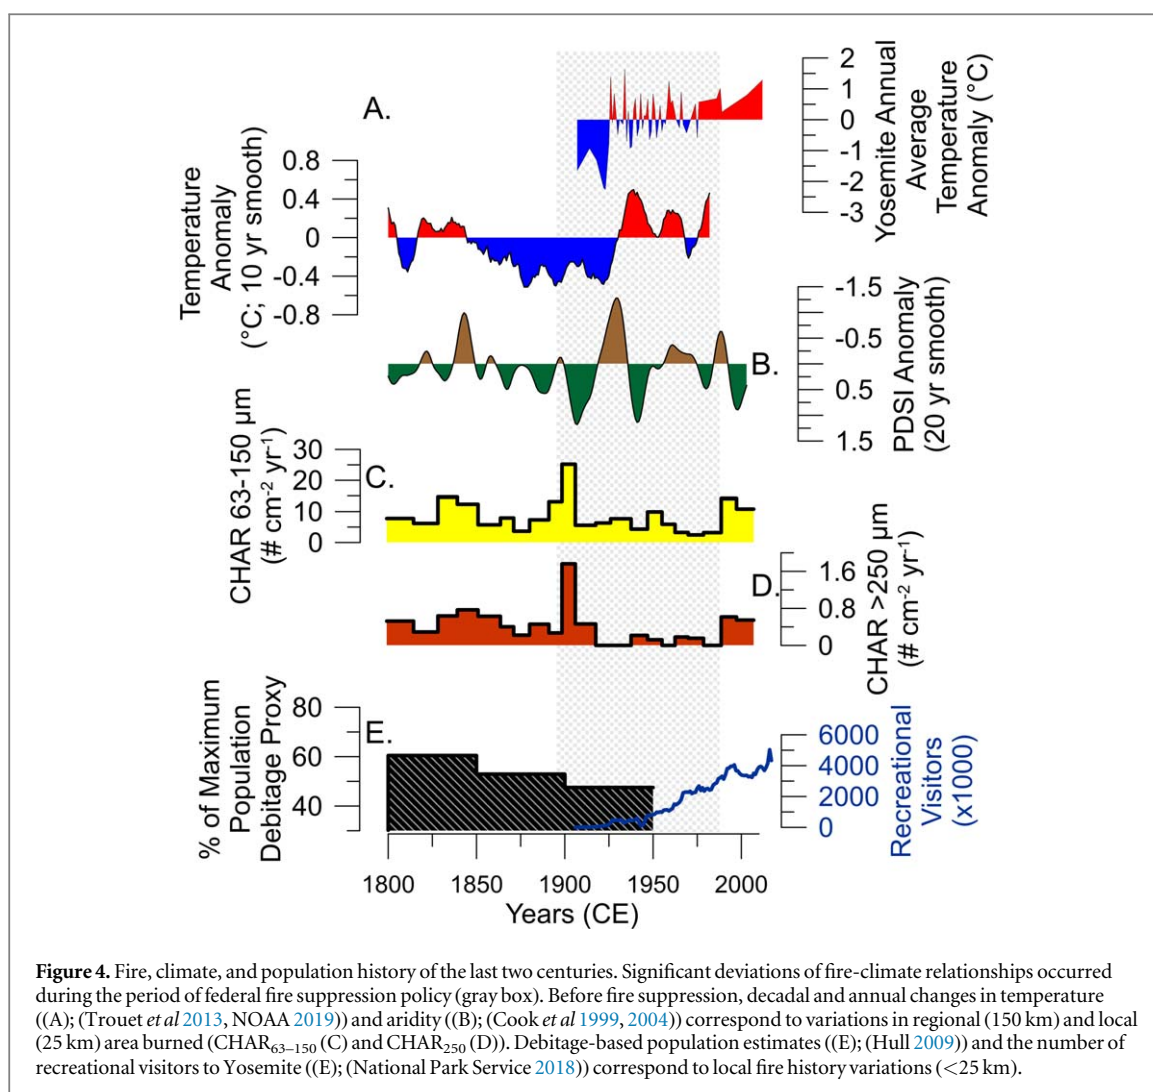 A.
2
1
0
-1
-2
-3
Yosemite Annual
Average
Temperature
Anomaly (°C)
Temperature
Anomaly
(°C; 10 yr smooth)
0.8
0.4
0
-0.4
-0.8
B.
-1.5
-0.5
0.5
1.5
PDSI Anomaly
(20 yr smooth)
CHAR 63-150 µm
(# cm-2 yr-1)
30
20
10
0
C.
D.
1.6
0.8
0
CHAR >250 µm
(# cm-2 yr-1)
% of Maximum
Population
Debitage Proxy
80
60
40
E.
6000
4000
2000
0
Recreational
Visitors
(x1000)
1800 1850 1900 1950 2000
Years (CE)
Figure 4. Fire, climate, and population history of the last two centuries. Significant deviations of fire-climate relationships occurred
during the period of federal fire suppression policy (gray box). Before fire suppression, decadal and annual changes in temperature
((A); (Trouet et al 2013, NOAA 2019)) and aridity ((B); (Cook et al 1999, 2004)) correspond to variations in regional (150 km) and local
(25 km) area burned (CHAR63–150 (C) and CHAR250 (D)). Debitage-based population estimates ((E); (Hull 2009)) and the number of
recreational visitors to Yosemite ((E); (National Park Service 2018)) correspond to local fire history variations (<25 km).